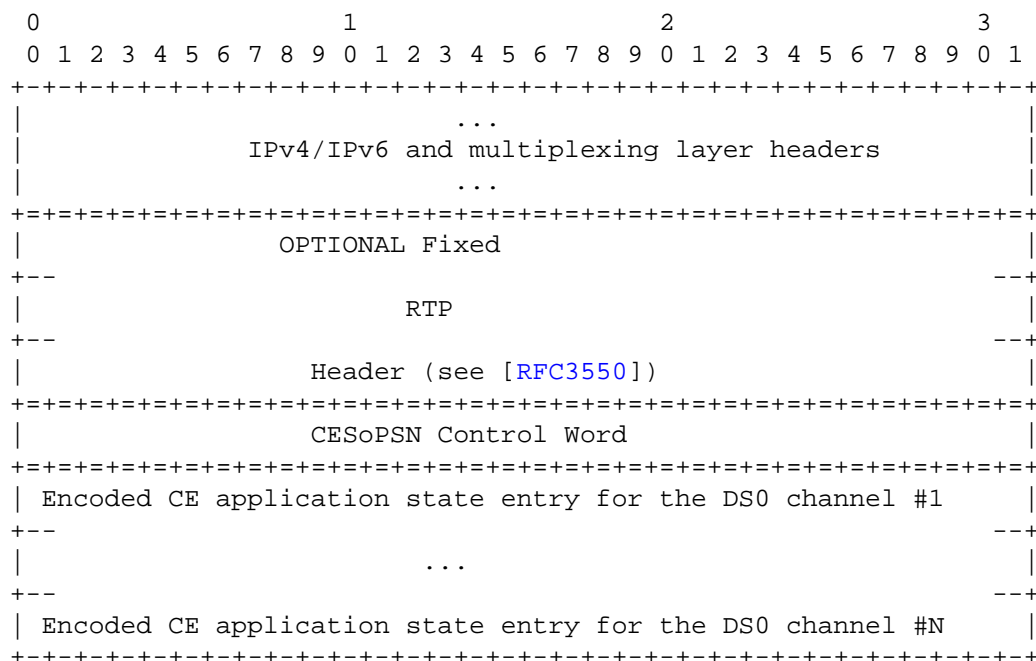 0                   1                   2                   3
 0 1 2 3 4 5 6 7 8 9 0 1 2 3 4 5 6 7 8 9 0 1 2 3 4 5 6 7 8 9 0 1
+-+-+-+-+-+-+-+-+-+-+-+-+-+-+-+-+-+-+-+-+-+-+-+-+-+-+-+-+-+-+-+-+
|                           ...                                 |
|              IPv4/IPv6 and multiplexing layer headers         |
|                           ...                                 |
+=+=+=+=+=+=+=+=+=+=+=+=+=+=+=+=+=+=+=+=+=+=+=+=+=+=+=+=+=+=+=+=+
|                OPTIONAL Fixed                                 |
+--                                                           --+
|                        RTP                                    |
+--                                                           --+
|                  Header (see [RFC3550])                       |
+=+=+=+=+=+=+=+=+=+=+=+=+=+=+=+=+=+=+=+=+=+=+=+=+=+=+=+=+=+=+=+=+
|                  CESoPSN Control Word                         |
+=+=+=+=+=+=+=+=+=+=+=+=+=+=+=+=+=+=+=+=+=+=+=+=+=+=+=+=+=+=+=+=+
| Encoded CE application state entry for the DS0 channel #1     |
+--                                                           --+
|                         ...                                   |
+--                                                           --+
| Encoded CE application state entry for the DS0 channel #N     |
+-+-+-+-+-+-+-+-+-+-+-+-+-+-+-+-+-+-+-+-+-+-+-+-+-+-+-+-+-+-+-+-+